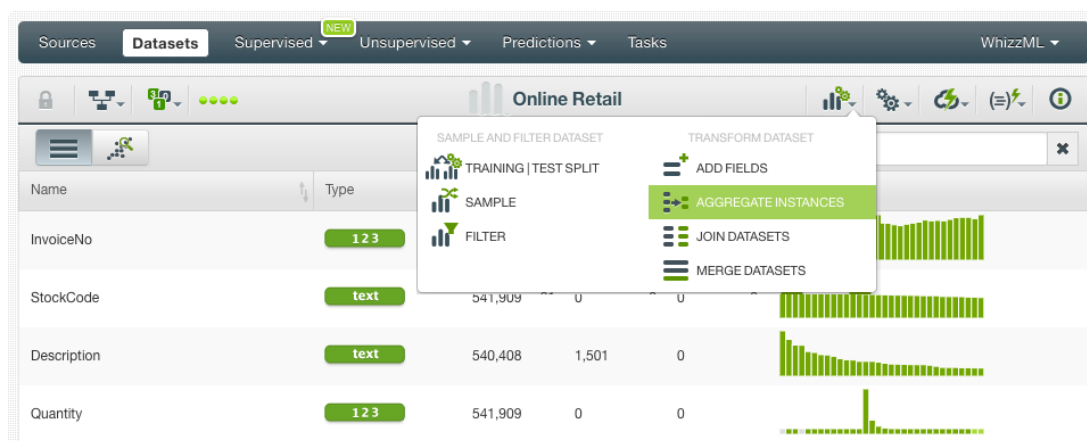 NEW
Sources Datasets Supervised Unsupervised Predictions Tasks WhizzML
Online Retail
SAMPLE AND FILTER DATASET TRANSFORM DATASET
TRAINING | TEST SPLIT ADD FIELDS
SAMPLE AGGREGATE INSTANCES
FILTER JOIN DATASETS
MERGE DATASETS
Name Type
InvoiceNo 123
StockCode text 541,909 0 0
Description text 540,408 1,501 0
Quantity 123 541,909 0 0